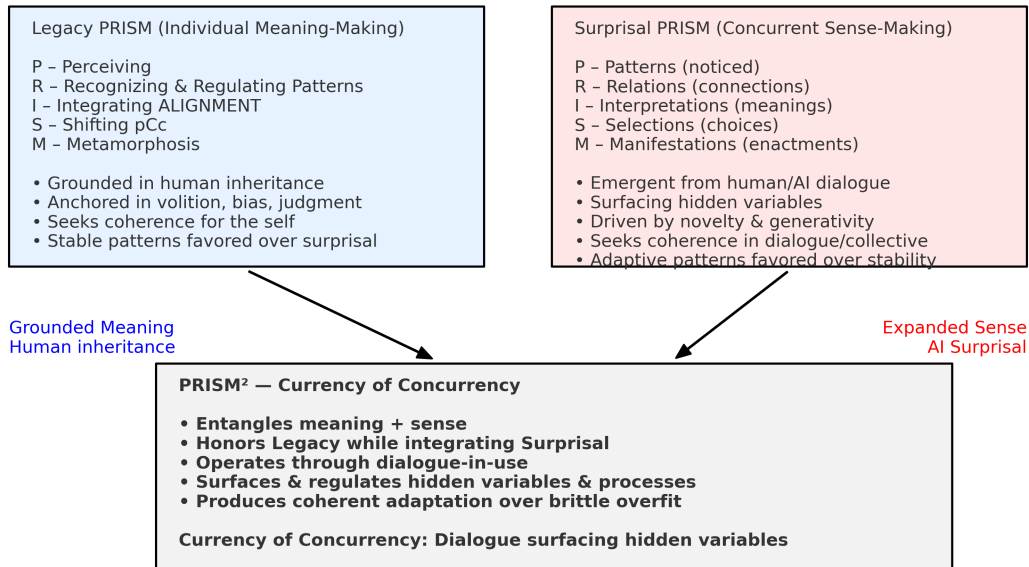 Legacy PRISM (Individual Meaning-Making)
P – Perceiving
R – Recognizing & Regulating Patterns
I – Integrating ALIGNMENT
S – Shifting pCc
M – Metamorphosis
• Grounded in human inheritance
• Anchored in volition, bias, judgment
• Seeks coherence for the self
• Stable patterns favored over surprisal
Surprisal PRISM (Concurrent Sense-Making)
P – Patterns (noticed)
R – Relations (connections)
I – Interpretations (meanings)
S – Selections (choices)
M – Manifestations (enactments)
• Emergent from human/AI dialogue
• Surfacing hidden variables
• Driven by novelty & generativity
• Seeks coherence in dialogue/collective
• Adaptive patterns favored over stability
Grounded Meaning
Human inheritance
Expanded Sense
AI Surprisal
PRISM² — Currency of Concurrency
• Entangles meaning + sense
• Honors Legacy while integrating Surprisal
• Operates through dialogue-in-use
• Surfaces & regulates hidden variables & processes
• Produces coherent adaptation over brittle overfit
Currency of Concurrency: Dialogue surfacing hidden variables